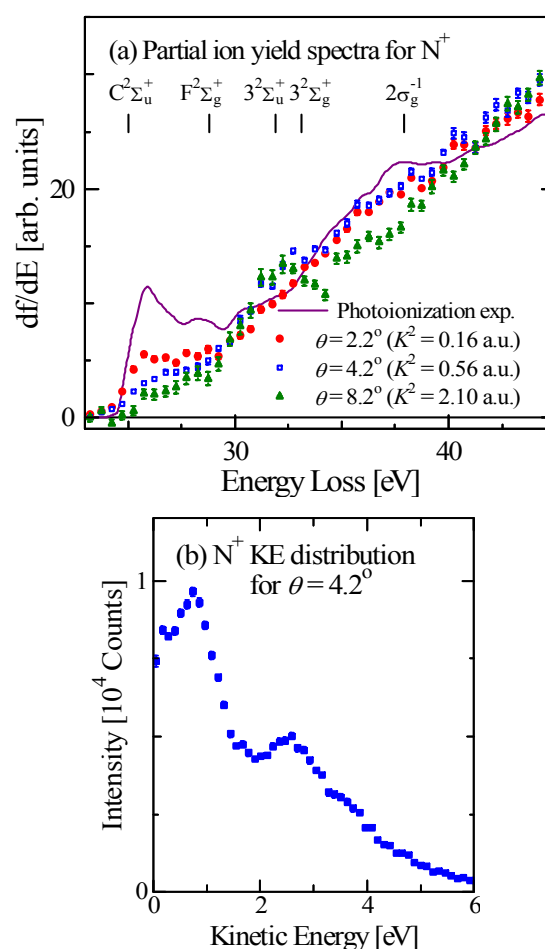 (a) Partial ion yield spectra for N⁺
C²Σᵤ⁺ F²Σg⁺ 3²Σᵤ⁺ 3²Σg⁺ 2σg⁻¹
20
df/dE [arb. units]
Photoionization exp.
θ = 2.2° (K² = 0.16 a.u.)
θ = 4.2° (K² = 0.56 a.u.)
θ = 8.2° (K² = 2.10 a.u.)
0
30 40
Energy Loss [eV]
(b) N⁺ KE distribution
for θ = 4.2°
1
Intensity [10⁴ Counts]
0
0 2 4 6
Kinetic Energy [eV]